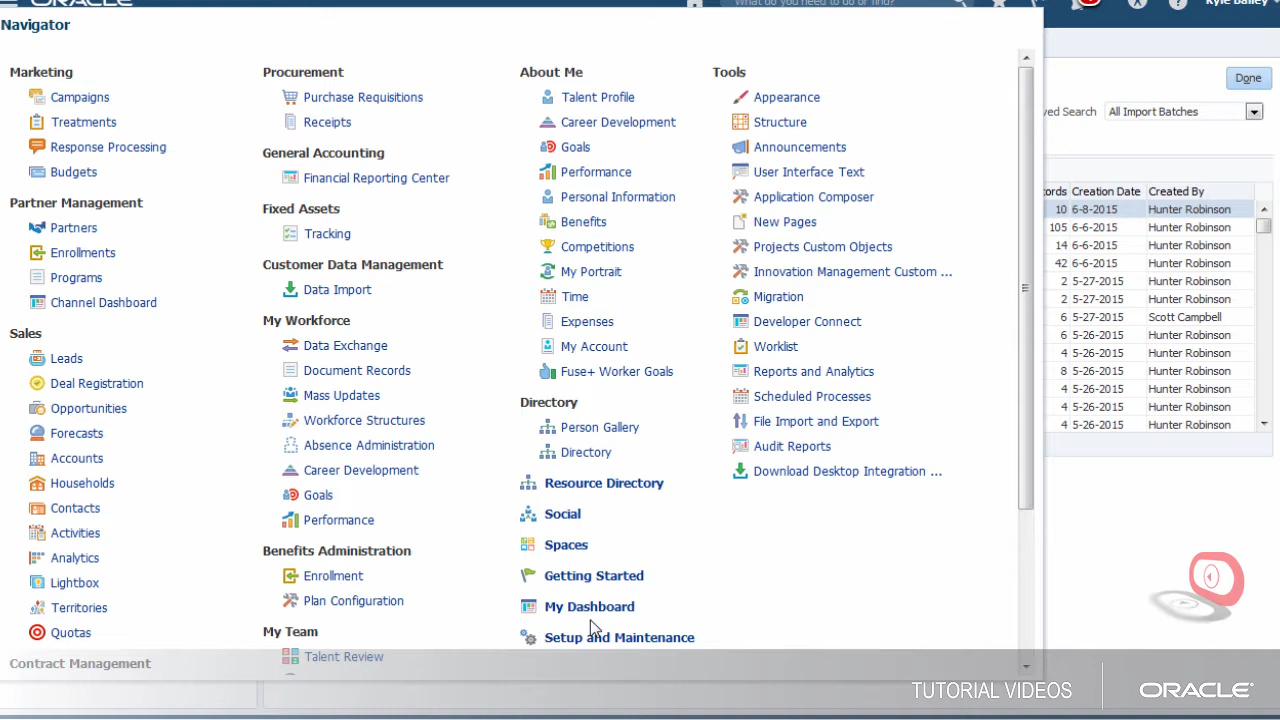 ORACLE
What do you need to do or find?
Kyle Bailey
Navigator
Marketing
Campaigns
Treatments
Response Processing
Budgets
Partner Management
Partners
Enrollments
Programs
Channel Dashboard
Sales
Leads
Deal Registration
Opportunities
Forecasts
Accounts
Households
Contacts
Activities
Analytics
Lightbox
Territories
Quotas
Contract Management
Procurement
Purchase Requisitions
Receipts
General Accounting
Financial Reporting Center
Fixed Assets
Tracking
Customer Data Management
Data Import
My Workforce
Data Exchange
Document Records
Mass Updates
Workforce Structures
Absence Administration
Career Development
Goals
Performance
Benefits Administration
Enrollment
Plan Configuration
My Team
Talent Review
About Me
Talent Profile
Career Development
Goals
Performance
Personal Information
Benefits
Competitions
My Portrait
Time
Expenses
My Account
Fuse+ Worker Goals
Directory
Person Gallery
Directory
Resource Directory
Social
Spaces
Getting Started
My Dashboard
Setup and Maintenance
Tools
Appearance
Structure
Announcements
User Interface Text
Application Composer
New Pages
Projects Custom Objects
Innovation Management Custom ...
Migration
Developer Connect
Worklist
Reports and Analytics
Scheduled Processes
File Import and Export
Audit Reports
Download Desktop Integration ...
Done
ved Search All Import Batches
ords Creation Date Created By
10 6-8-2015 Hunter Robinson
105 6-6-2015 Hunter Robinson
14 6-6-2015 Hunter Robinson
42 6-6-2015 Hunter Robinson
2 5-27-2015 Hunter Robinson
2 5-27-2015 Hunter Robinson
6 5-27-2015 Scott Campbell
6 5-26-2015 Hunter Robinson
4 5-26-2015 Hunter Robinson
8 5-26-2015 Hunter Robinson
4 5-26-2015 Hunter Robinson
4 5-26-2015 Hunter Robinson
4 5-26-2015 Hunter Robinson
TUTORIAL VIDEOS
ORACLE